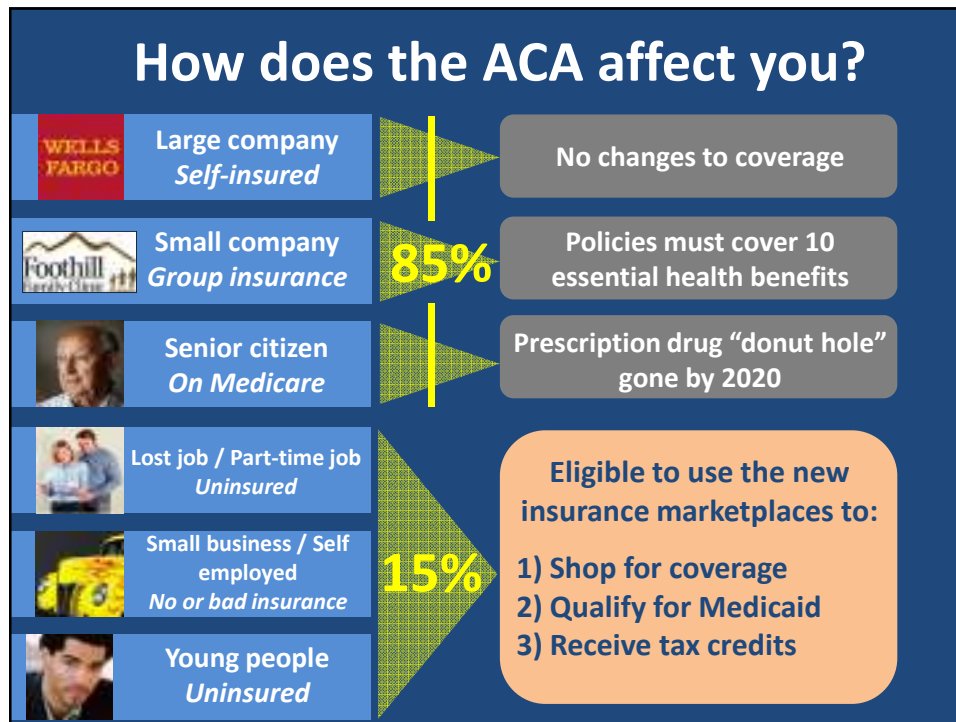 How does the ACA affect you?
WELLS
FARGO
Large company
Self-insured
No changes to coverage
Foothill
Family Clinic
Small company
Group insurance
85%
Policies must cover 10
essential health benefits
Senior citizen
On Medicare
Prescription drug “donut hole”
gone by 2020
Lost job / Part-time job
Uninsured
Small business / Self
employed
No or bad insurance
Young people
Uninsured
15%
Eligible to use the new
insurance marketplaces to:
1) Shop for coverage
2) Qualify for Medicaid
3) Receive tax credits